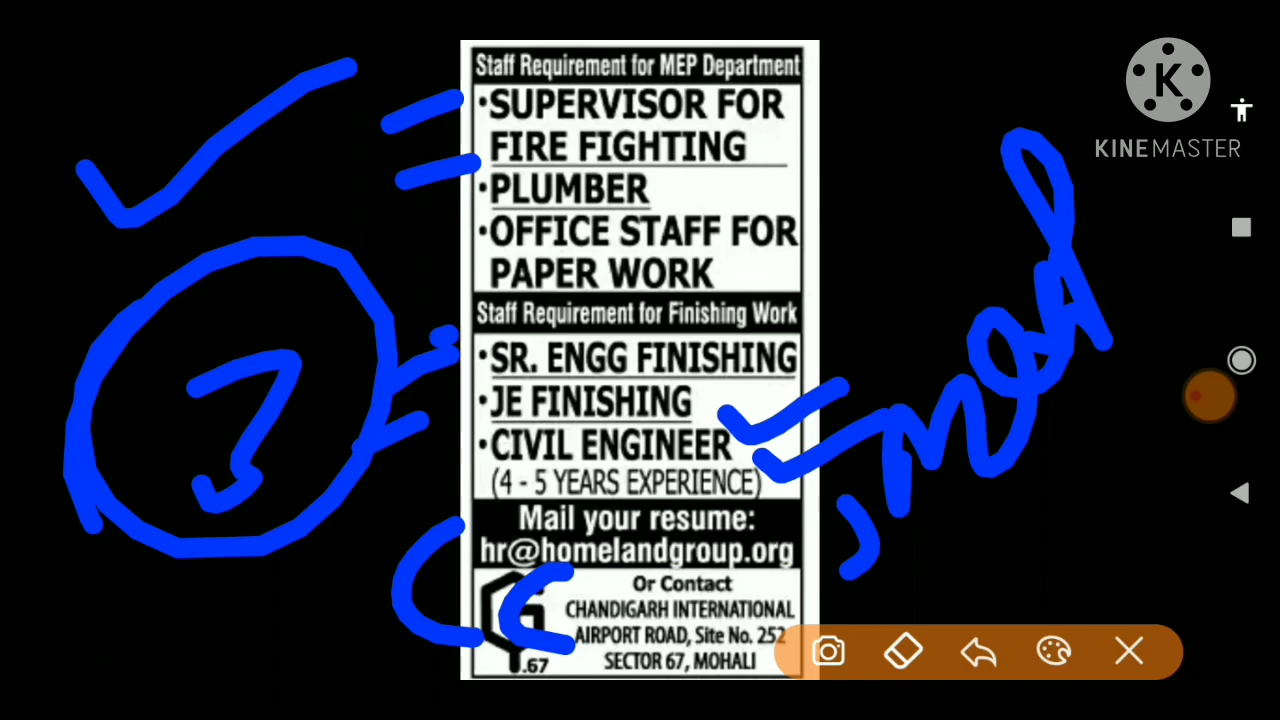 Staff Requirement for MEP Department
•SUPERVISOR FOR
FIRE FIGHTING
•PLUMBER
•OFFICE STAFF FOR
PAPER WORK
Staff Requirement for Finishing Work
•SR. ENGG FINISHING
•JE FINISHING
•CIVIL ENGINEER
(4 - 5 YEARS EXPERIENCE)
Mail your resume:
hr@homelandgroup.org
Or Contact
CHANDIGARH INTERNATIONAL
AIRPORT ROAD, Site No. 252
SECTOR 67, MOHALI
.67
K
KINEMASTER